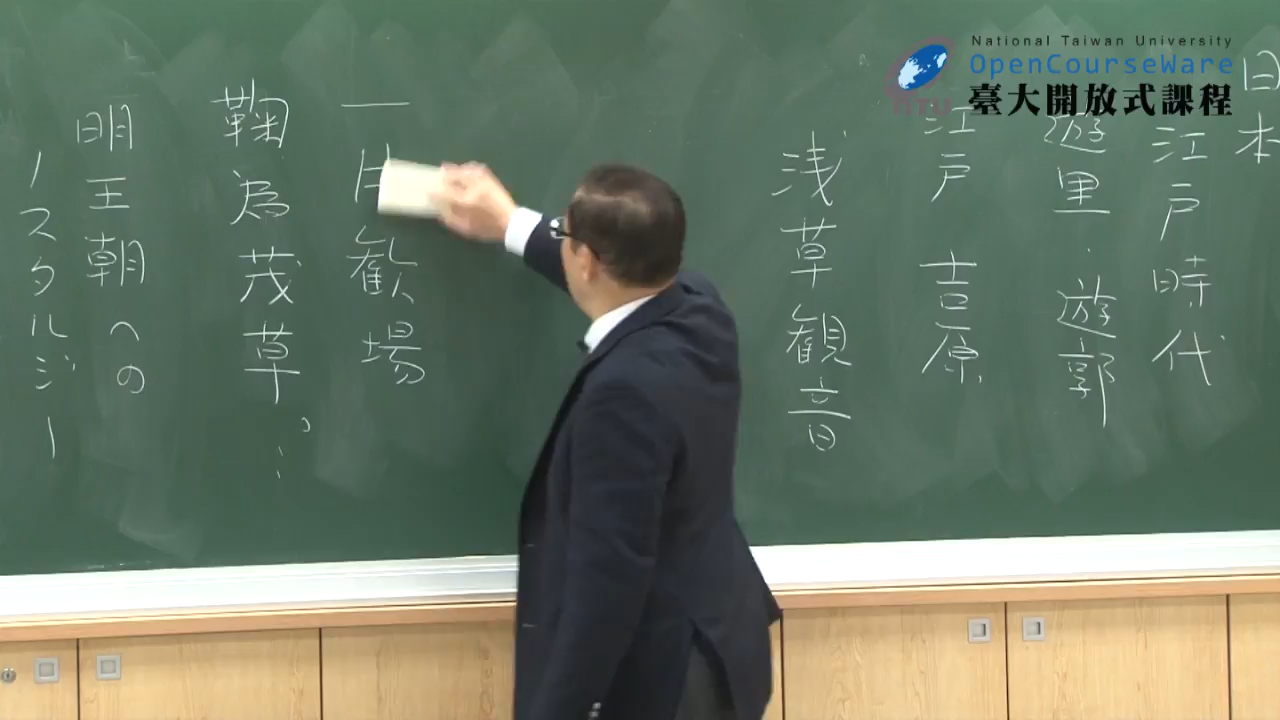 National Taiwan University
OpenCourseWare
臺大開放式課程
日本
江戸時代
遊里・遊郭
江戸 吉原
浅草観音
一 歓場
鞠為茂草。…
明王朝への
ノスタルジー